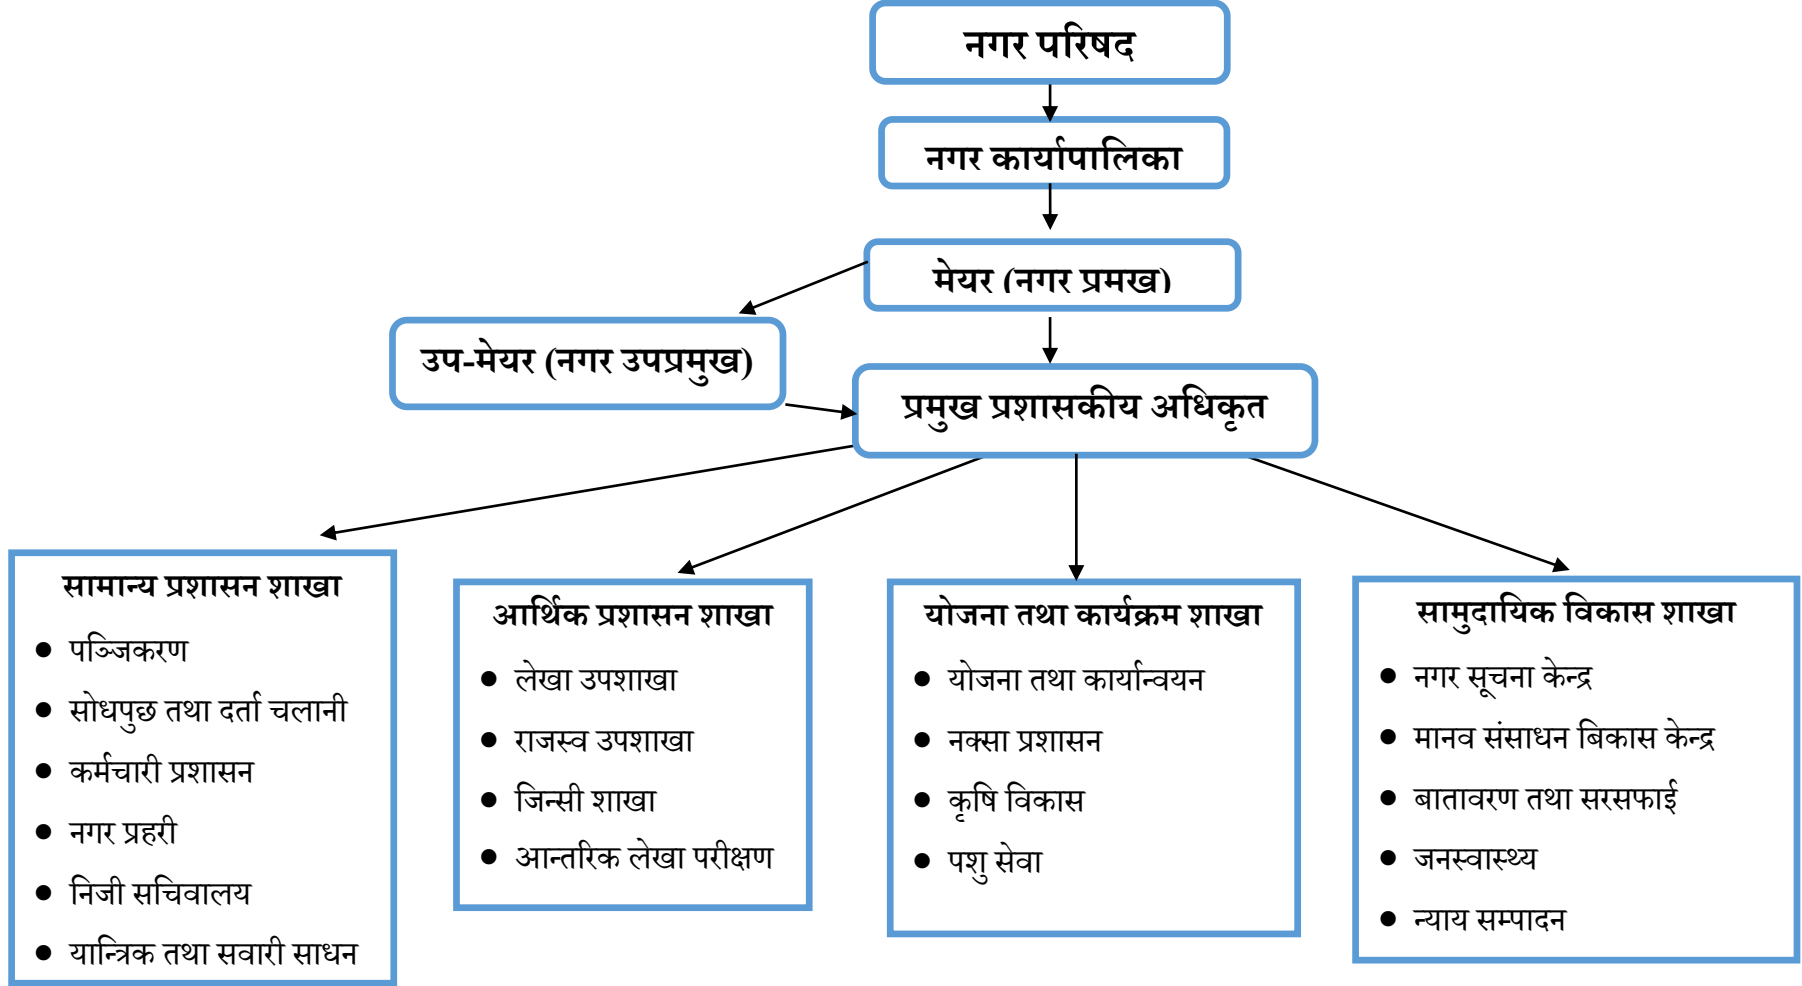 नगर परिषद
नगर कार्यापालिका
मेयर (नगर प्रमख)
उप-मेयर (नगर उपप्रमुख)
प्रमुख प्रशासकीय अधिकृत
सामान्य प्रशासन शाखा
● पञ्जिकरण
● सोधपुछ तथा दर्ता चलानी
● कर्मचारी प्रशासन
● नगर प्रहरी
● निजी सचिवालय
● यान्त्रिक तथा सवारी साधन
आर्थिक प्रशासन शाखा
● लेखा उपशाखा
● राजस्व उपशाखा
● जिन्सी शाखा
● आन्तरिक लेखा परीक्षण
योजना तथा कार्यक्रम शाखा
● योजना तथा कार्यान्वयन
● नक्सा प्रशासन
● कृषि विकास
● पशु सेवा
सामुदायिक विकास शाखा
● नगर सूचना केन्द्र
● मानव संसाधन बिकास केन्द्र
● बातावरण तथा सरसफाई
● जनस्वास्थ्य
● न्याय सम्पादन